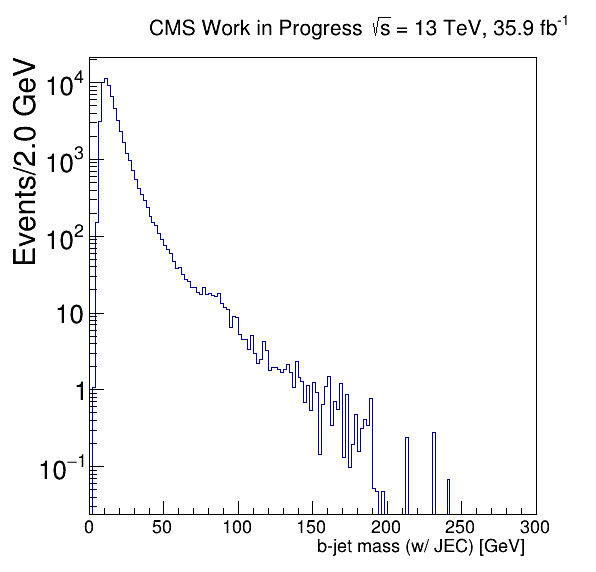 CMS Work in Progress √s = 13 TeV, 35.9 fb⁻¹
Events/2.0 GeV
10⁴
10³
10²
10
1
10⁻¹
0 50 100 150 200 250 300
b-jet mass (w/ JEC) [GeV]